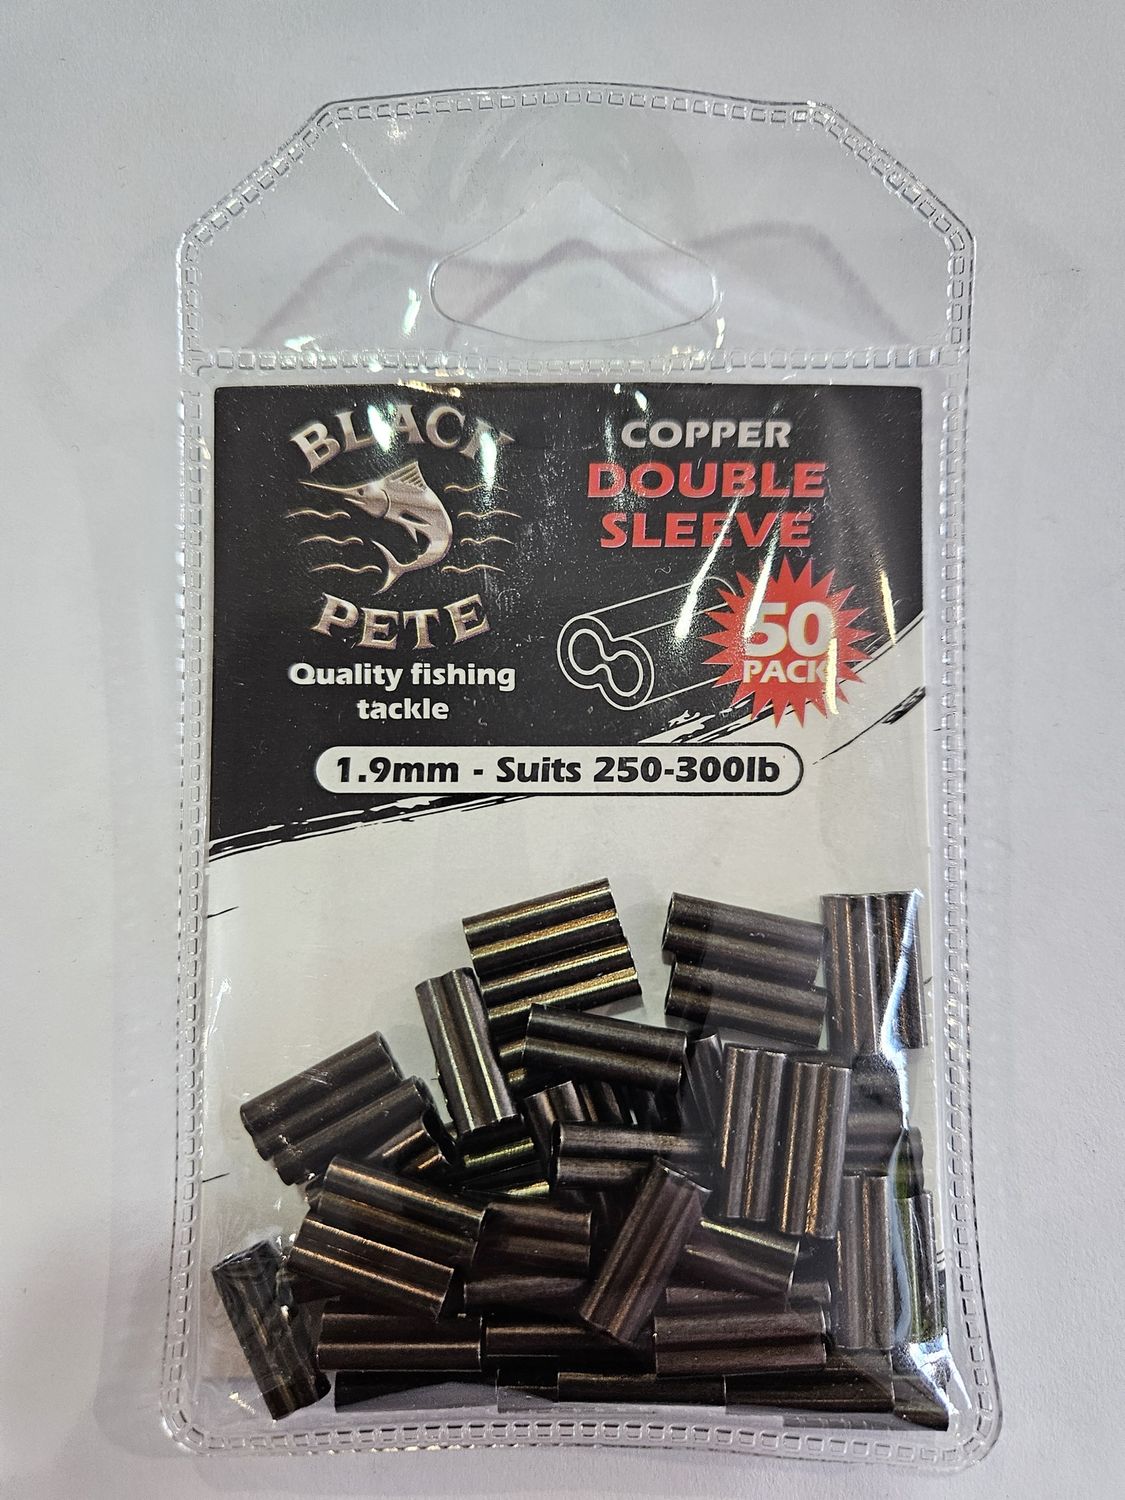 BLACK
PETE
Quality fishing
tackle
COPPER
DOUBLE
SLEEVE
50
PACK
1.9mm - Suits 250-300lb